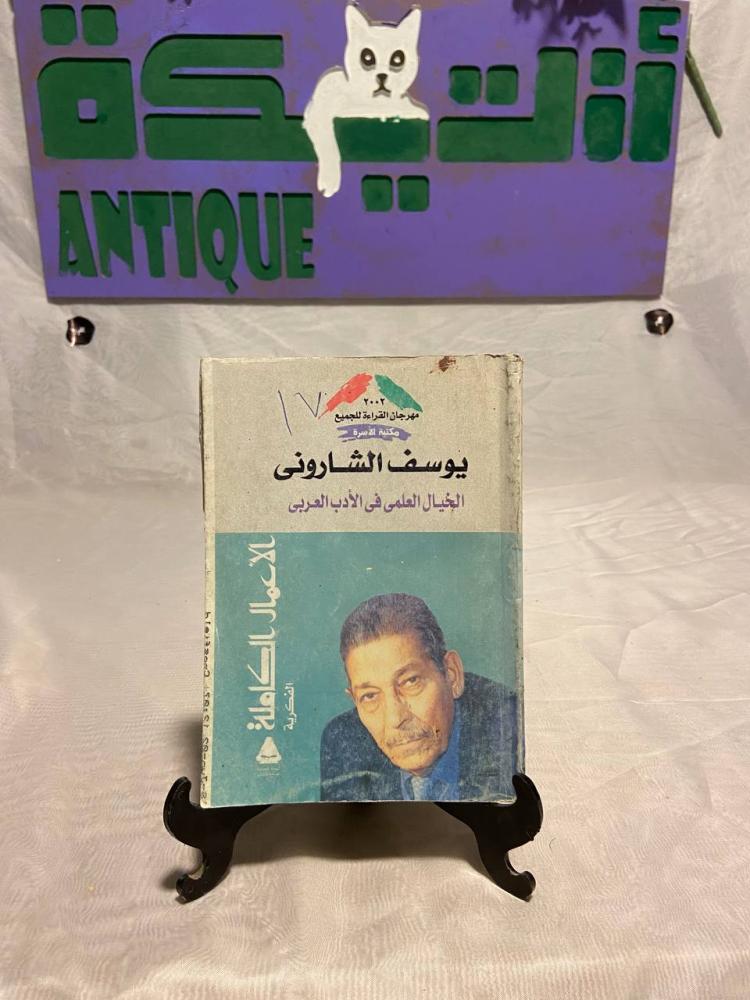 أنتيكة
ANTIQUE
١٧
٢٠٠٢
مهرجان القراءة للجميع
مكتبة الأسرة
يوسف الشارونى
الخيال العلمى فى الأدب العربى
الأعمال الكاملة
الفكرية